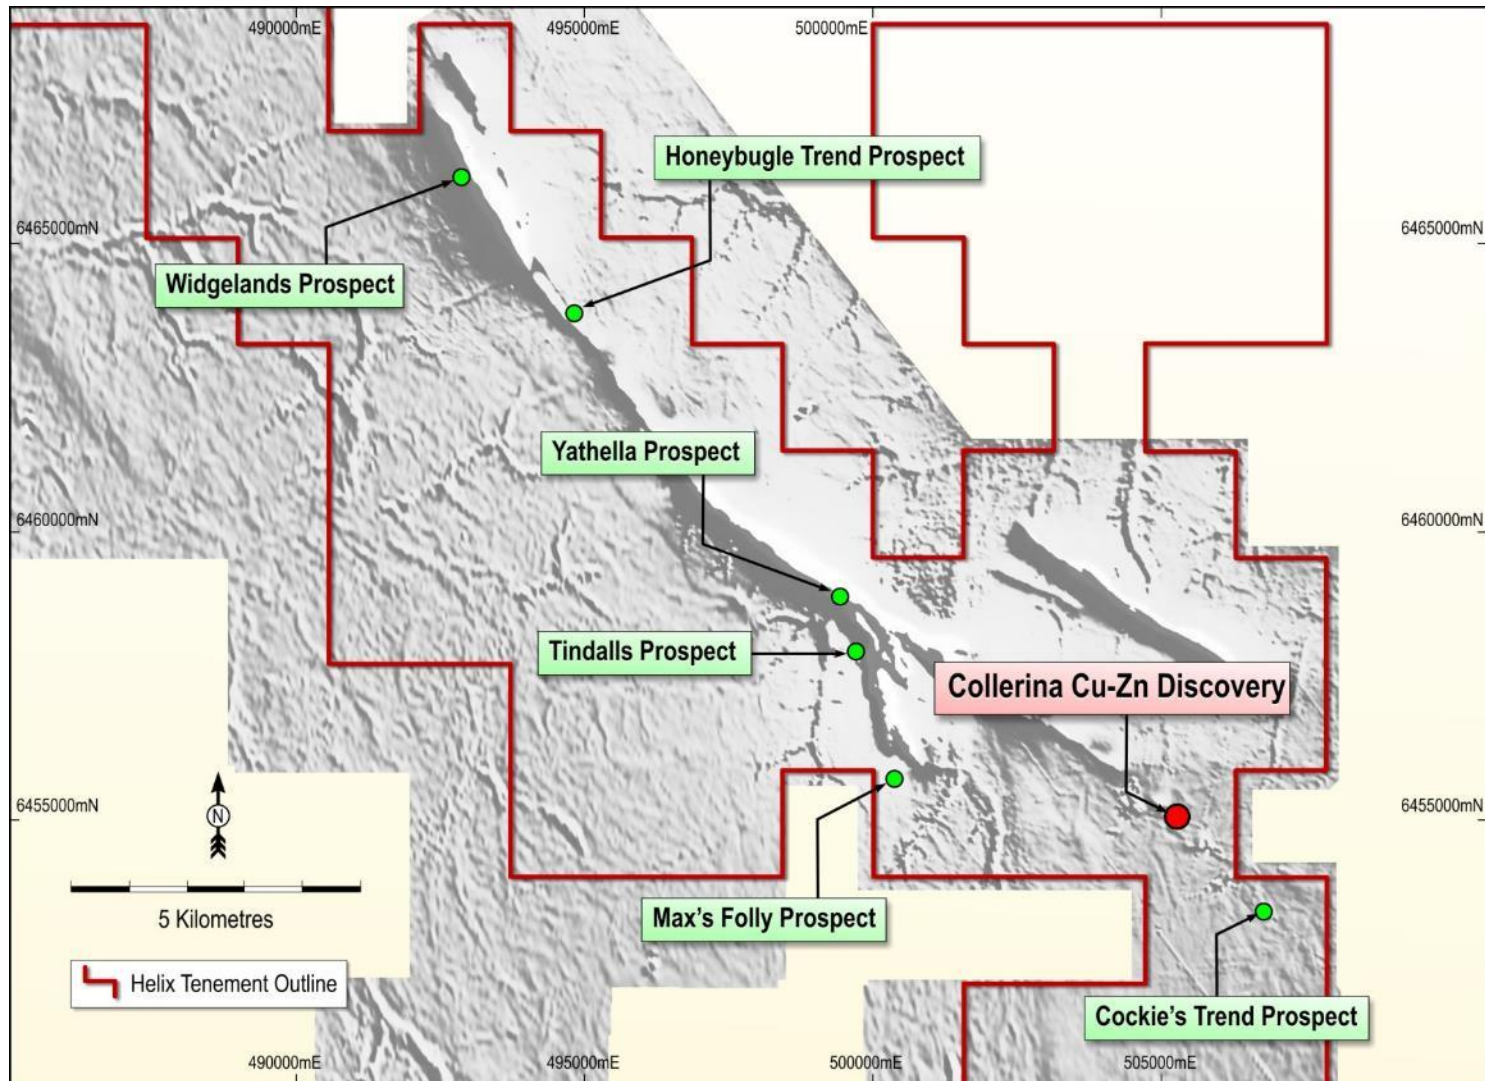 490000mE
495000mE
500000mE
Honeybugle Trend Prospect
6465000mN
6465000mN
Widgelands Prospect
Yathella Prospect
6460000mN
6460000mN
Tindalls Prospect
Collerina Cu-Zn Discovery
6455000mN
6455000mN
N
5 Kilometres
Max's Folly Prospect
Helix Tenement Outline
Cockie's Trend Prospect
490000mE
495000mE
500000mE
505000mE